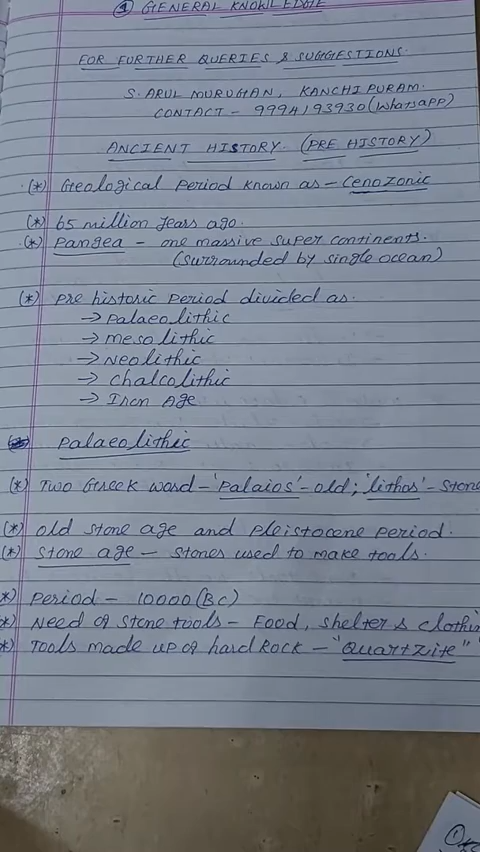 ① GENERAL KNOWLEDGE
FOR FURTHER QUERIES & SUGGESTIONS.
S. ARUL MURUGAN, KANCHIPURAM.
CONTACT - 9994193930 (WhatsAPP)
ANCIENT HISTORY. (PRE HISTORY)
(*) Geological Period known as - Cenozonic
(*) 65 million years ago.
(*) Pangea - one massive super continents.
(surrounded by single ocean)
(*) Pre historic Period divided as.
→ Palaeolithic
→ mesolithic
→ Neolithic
→ Chalcolithic
→ Iron Age
Palaeolithic
(*) Two Greek word - 'Palaios' - old; 'lithos' - stone
(*) old stone age and Pleistocene Period.
(*) Stone age - stones used to make tools.
*) Period - 10000 (BC)
*) Need of stone tools - Food, shelter & clothin
*) Tools made up of hard Rock - "Quartzite"